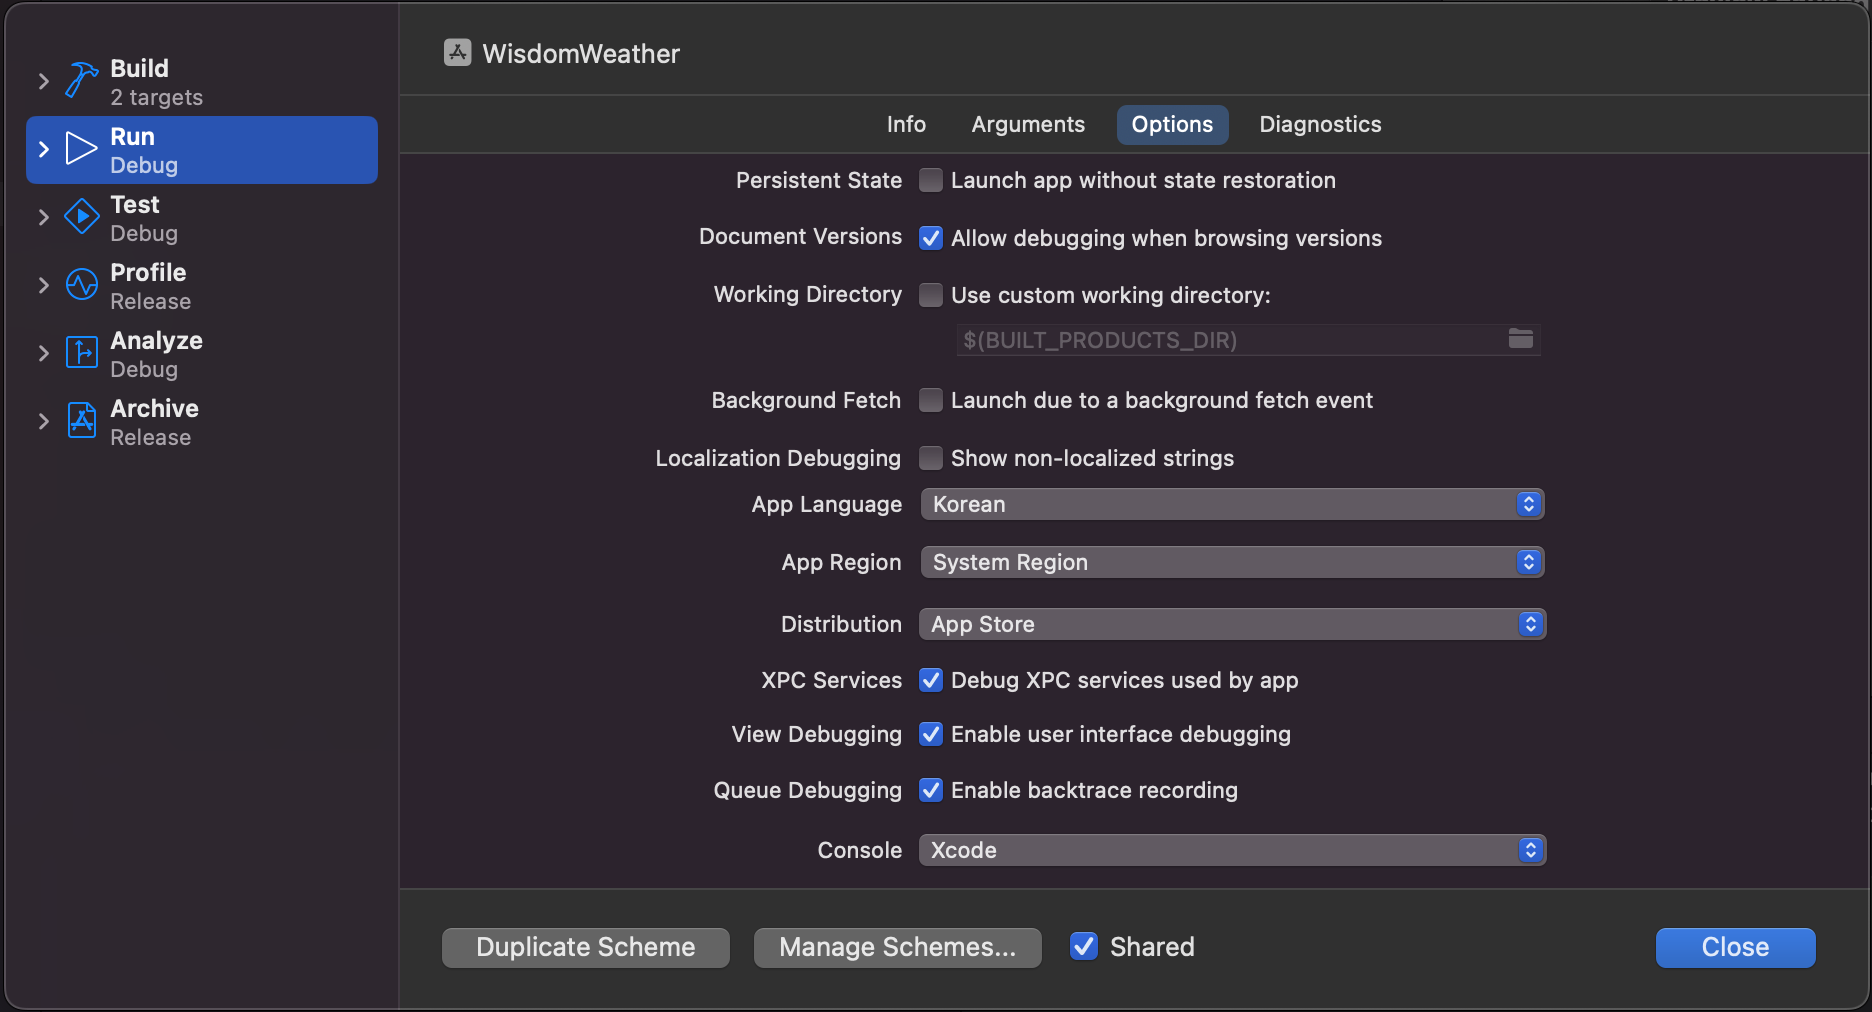 WisdomWeather
Build
2 targets
Run
Debug
Test
Debug
Profile
Release
Analyze
Debug
Archive
Release
Info Arguments Options Diagnostics
Persistent State Launch app without state restoration
Document Versions Allow debugging when browsing versions
Working Directory Use custom working directory:
$(BUILT_PRODUCTS_DIR)
Background Fetch Launch due to a background fetch event
Localization Debugging Show non-localized strings
App Language Korean
App Region System Region
Distribution App Store
XPC Services Debug XPC services used by app
View Debugging Enable user interface debugging
Queue Debugging Enable backtrace recording
Console Xcode
Duplicate Scheme Manage Schemes... Shared Close